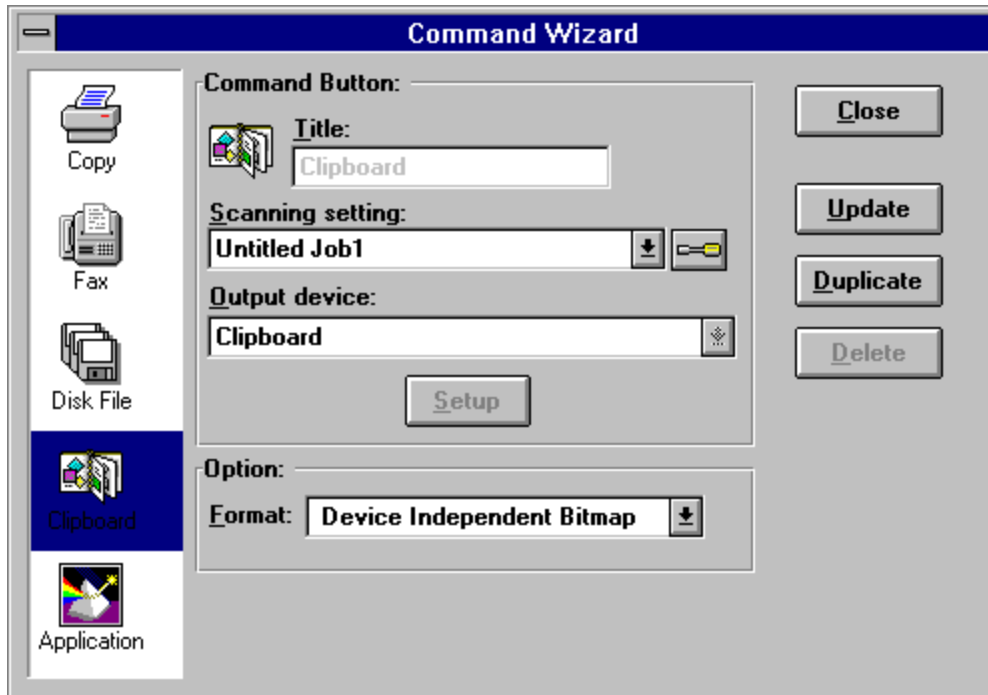 Command Wizard
Copy
Fax
Disk File
Clipboard
Application
Command Button:
Title:
Clipboard
Scanning setting:
Untitled Job1
Output device:
Clipboard
Setup
Option:
Format: Device Independent Bitmap
Close
Update
Duplicate
Delete